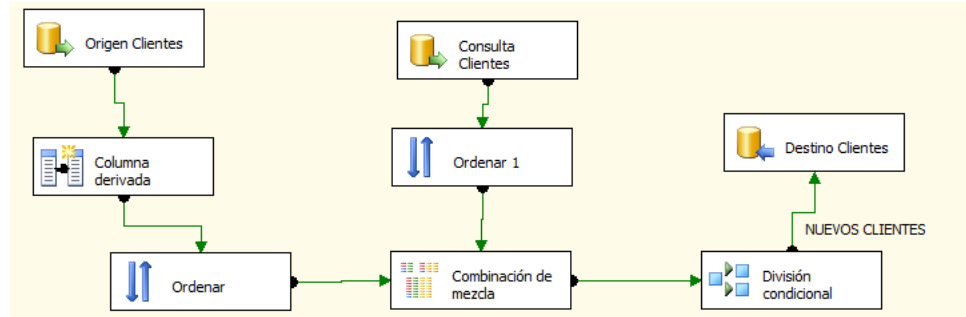 Origen Clientes
Consulta
Clientes
Columna
derivada
Ordenar 1
Destino Clientes
NUEVOS CLIENTES
Ordenar
Combinación de
mezcla
División
condicional